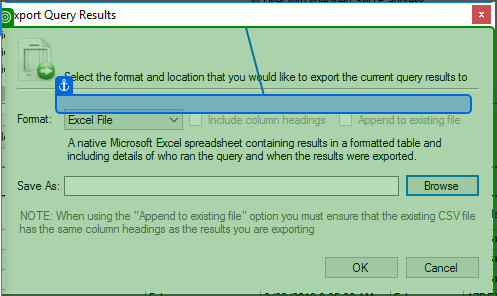 xport Query Results
Select the format and location that you would like to export the current query results to
Format: Excel File Include column headings Append to existing file
A native Microsoft Excel spreadsheet containing results in a formatted table and
including details of who ran the query and when the results were exported.
Save As: Browse
NOTE: When using the "Append to existing file" option you must ensure that the existing CSV file
has the same column headings as the results you are exporting
OK Cancel